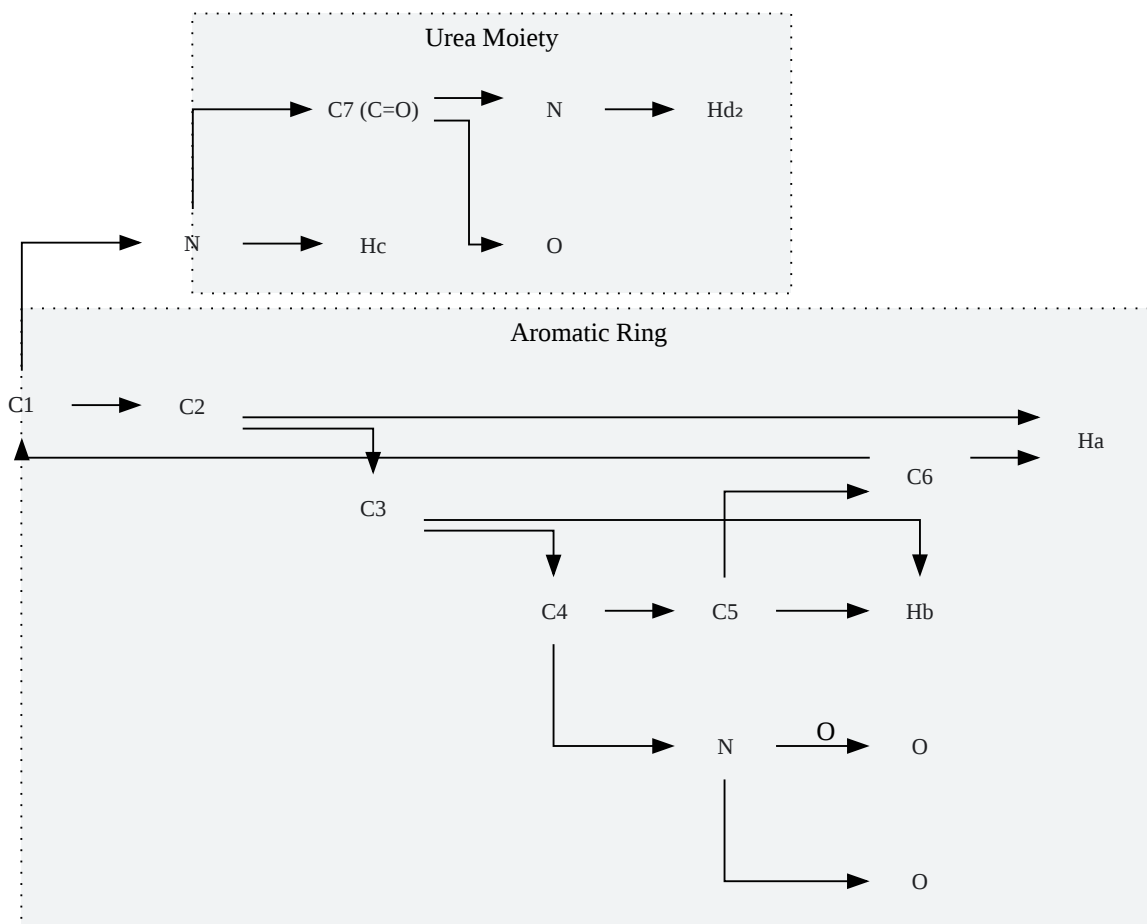 Urea Moiety
C7 (C=O)
N
Hd₂
N
Hc
O
Aromatic Ring
C1
C2
Ha
C6
C3
C4
C5
Hb
O
N
O
O